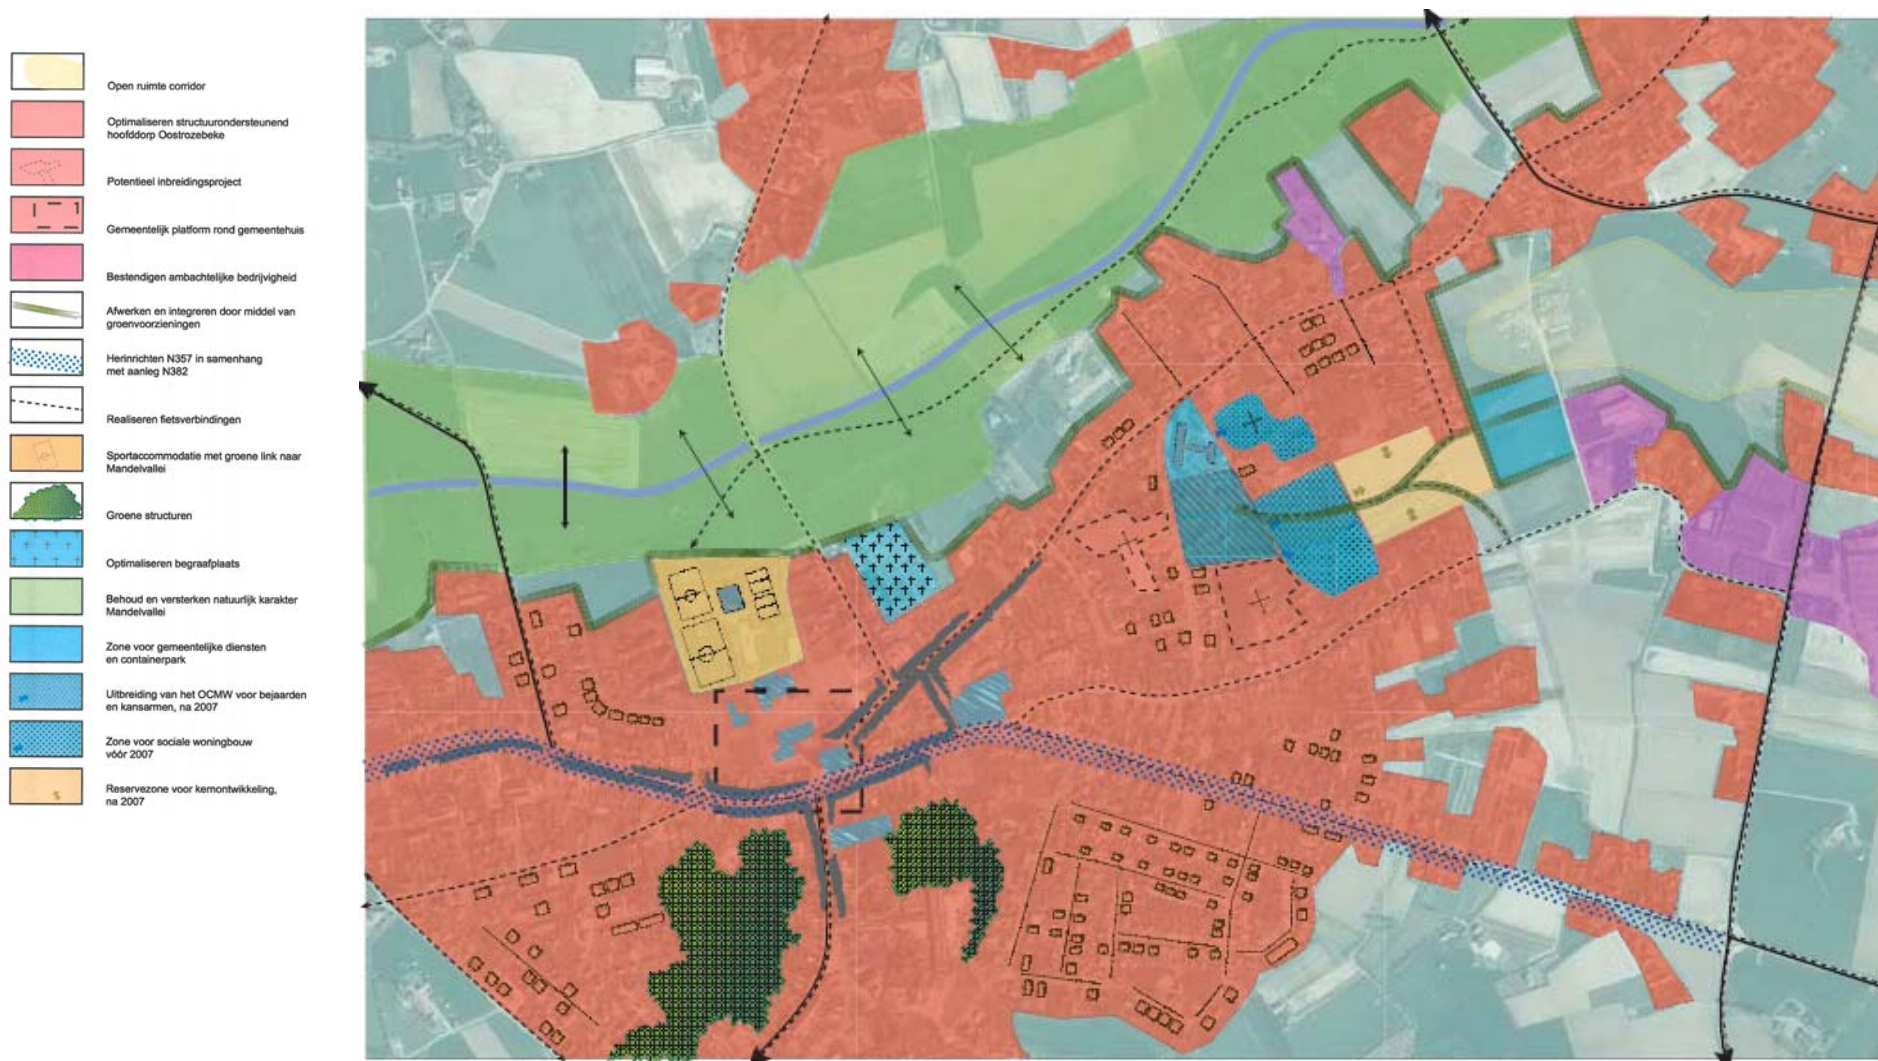 Open ruimte corridor
Optimaliseren structuurondersteunend
hoofddorp Oostrozebeke
Potentieel inbreidingsproject
Gemeentelijk platform rond gemeentehuis
Bestendigen ambachtelijke bedrijvigheid
Afwerken en integreren door middel van
groenvoorzieningen
Herinrichten N357 in samenhang
met aanleg N382
Realiseren fietsverbindingen
Sportaccommodatie met groene link naar
Mandelvallei
Groene structuren
Optimaliseren begraafplaats
Behoud en versterken natuurlijk karakter
Mandelvallei
Zone voor gemeentelijke diensten
en containerpark
Uitbreiding van het OCMW voor bejaarden
en kansarmen, na 2007
Zone voor sociale woningbouw
vóór 2007
Reservezone voor kernontwikkeling,
na 2007